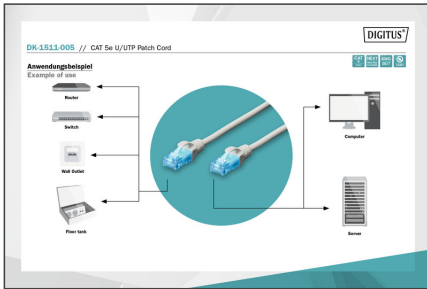 DIGITUS®
DK-1511-005 // CAT 5e U/UTP Patch Cord
Anwendungsbeispiel
Example of use
Router
Switch
Wall Outlet
Floor tank
Computer
Server